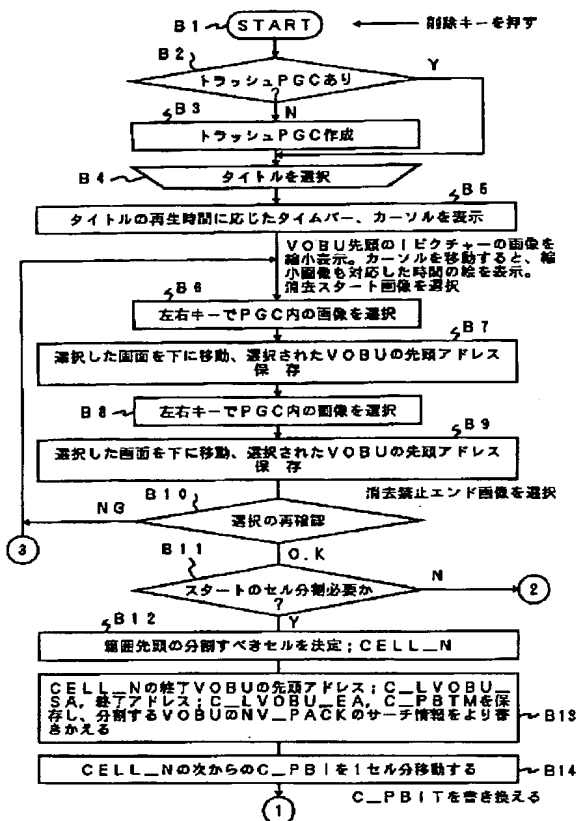 B1 START ← 削除キーを押す
B2
トラッシュPGCあり
?
Y
N
B3
トラッシュPGC作成
B4 タイトルを選択
B5
タイトルの再生時間に応じたタイムバー、カーソルを表示
VOBU先頭のIピクチャーの画像を
縮小表示。カーソルを移動すると、縮
小画像も対応した時間の絵を表示。
消去スタート画像を選択
B6
左右キーでPGC内の画像を選択
B7
選択した画面を下に移動、選択されたVOBUの先頭アドレス
保存
B8 左右キーでPGC内の画像を選択
B9
選択した画面を下に移動、選択されたVOBUの先頭アドレス
保存
消去禁止エンド画像を選択
B10
NG
選択の再確認
3
O.K
B11
スタートのセル分割必要か
?
N
2
Y
B12
範囲先頭の分割すべきセルを決定;CELL_N
CELL_Nの終了VOBUの先頭アドレス;C_LVOBU_
SA,終了アドレス;C_LVOBU_EA,C_PBTMを保
存し、分割するVOBUのNV_PACKのサーチ情報をより書
きかえる
B13
CELL_Nの次からのC_PBIを1セル分移動する
B14
1
C_PBITを書き換える